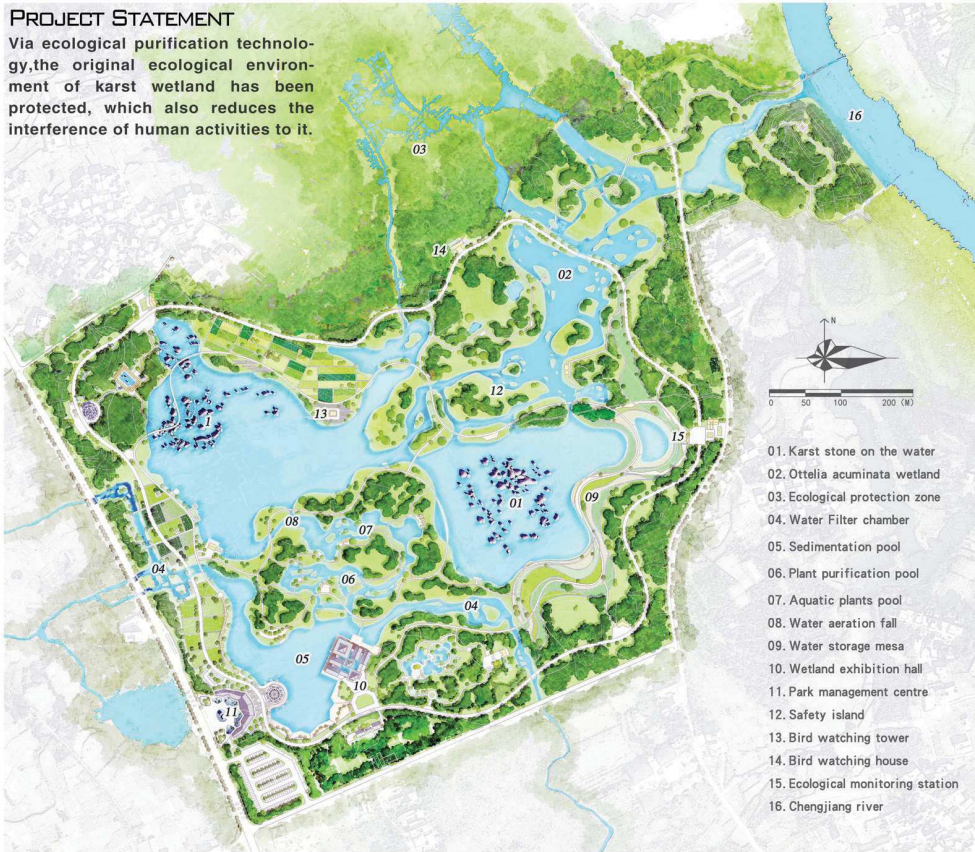 PROJECT STATEMENT
Via ecological purification technolo-
gy,the original ecological environ-
ment of karst wetland has been
protected, which also reduces the
interference of human activities to it.
16
03
14
02
N
0 50 100 200 (M)
12
13
1
15
01
09
08
07
04
06
04
05
10
11
01. Karst stone on the water
02. Ottelia acuminata wetland
03. Ecological protection zone
04. Water Filter chamber
05. Sedimentation pool
06. Plant purification pool
07. Aquatic plants pool
08. Water aeration fall
09. Water storage mesa
10. Wetland exhibition hall
11. Park management centre
12. Safety island
13. Bird watching tower
14. Bird watching house
15. Ecological monitoring station
16. Chengjiang river